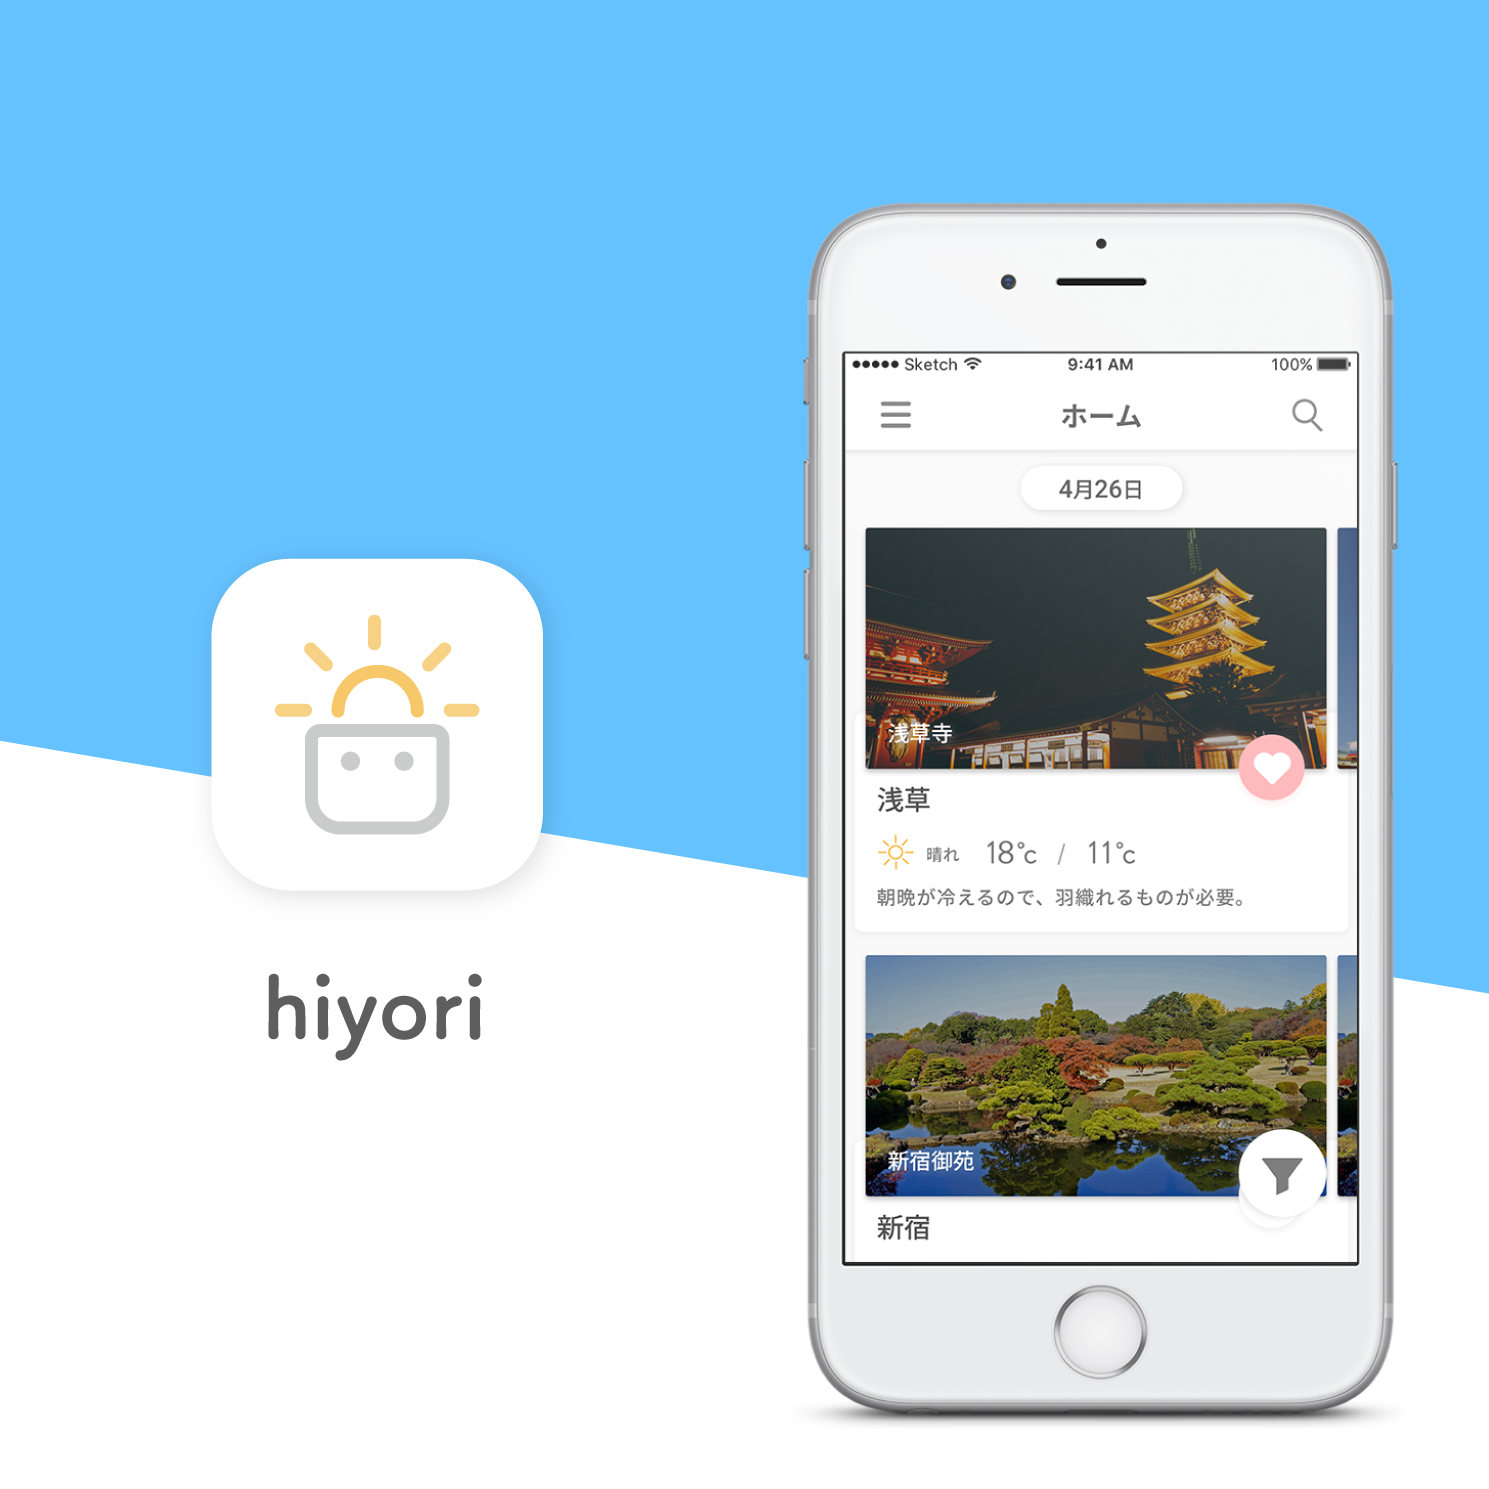 hiyori
Sketch 9:41 AM 100%
ホーム
4月26日
浅草寺
浅草
晴れ 18℃ / 11℃
朝晩が冷えるので、羽織れるものが必要。
新宿御苑
新宿